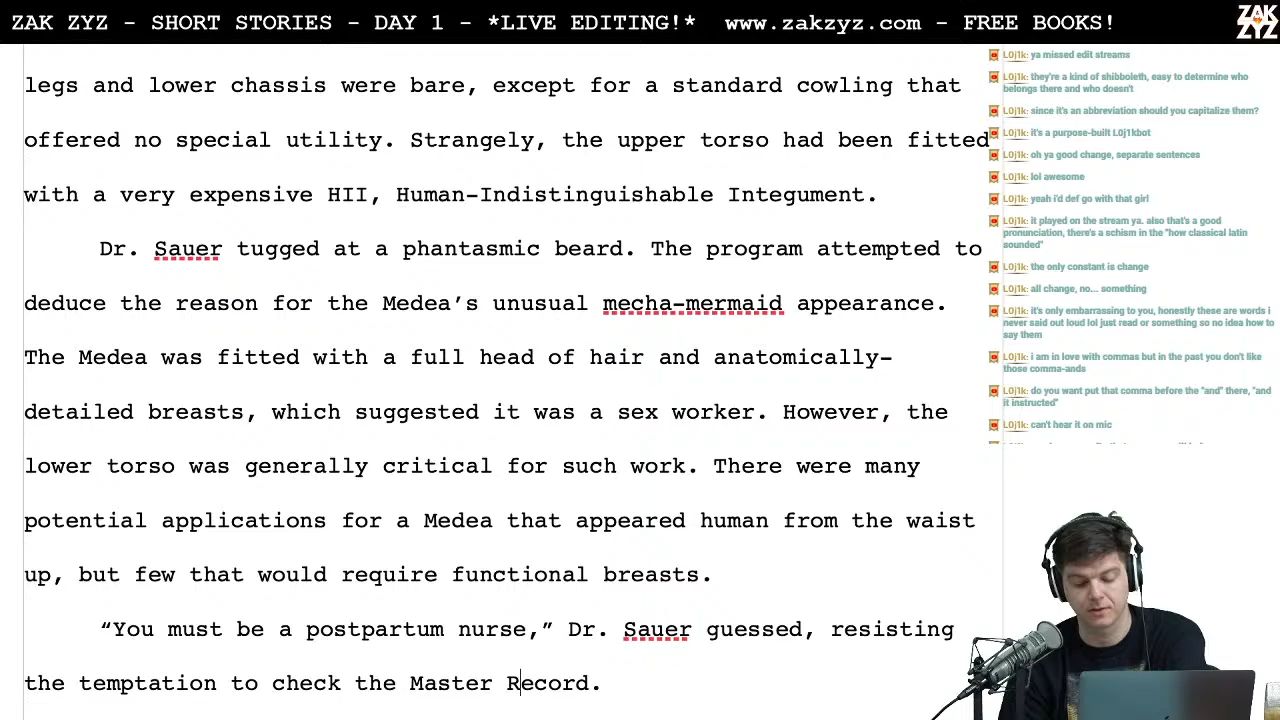 ZAK ZYZ - SHORT STORIES - DAY 1 - *LIVE EDITING!* www.zakzyz.com - FREE BOOKS!
ZAK
ZYZ
legs and lower chassis were bare, except for a standard cowling that
offered no special utility. Strangely, the upper torso had been fitted
with a very expensive HII, Human-Indistinguishable Integument.
Dr. Sauer tugged at a phantasmic beard. The program attempted to
deduce the reason for the Medea’s unusual mecha-mermaid appearance.
The Medea was fitted with a full head of hair and anatomically-
detailed breasts, which suggested it was a sex worker. However, the
lower torso was generally critical for such work. There were many
potential applications for a Medea that appeared human from the waist
up, but few that would require functional breasts.
“You must be a postpartum nurse,” Dr. Sauer guessed, resisting
the temptation to check the Master Record.
L0j1k: ya missed edit streams
L0j1k: they're a kind of shibboleth, easy to determine who
belongs there and who doesn't
L0j1k: since it's an abbreviation should you capitalize them?
L0j1k: it's a purpose-built L0j1kbot
L0j1k: oh ya good change, separate sentences
L0j1k: lol awesome
L0j1k: yeah i'd def go with that girl
L0j1k: it played on the stream ya. also that's a good
pronunciation, there's a schism in the "how classical latin
sounded"
L0j1k: the only constant is change
L0j1k: all change, no... something
L0j1k: it's only embarrassing to you, honestly these are words i
never said out loud lol just read or something so no idea how to
say them
L0j1k: i am in love with commas but in the past you don't like
those comma-ands
L0j1k: do you want put that comma before the "and" there, "and
it instructed"
L0j1k: can't hear it on mic